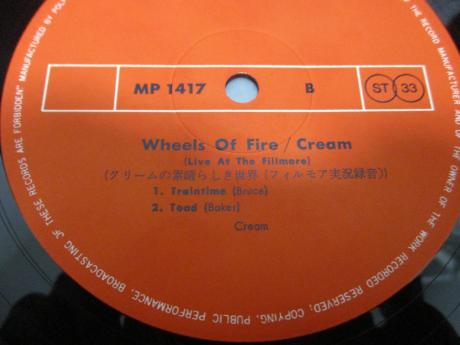 MP 1417 B ST 33
Wheels Of Fire / Cream
(Live At The Fillmore)
(クリームの素晴らしき世界 (フィルモア実況録音))
1. Traintime (Bruce)
2. Toad (Baker)
Cream
OF THE RECORD MANUFACTURER AND OF THE OWNER OF THE WORK RECORDED RESERVED, COPYING, PUBLIC PERFORMANCE, BROADCASTING OF THESE RECORDS ARE FORBIDDEN" MANUFACTURED BY